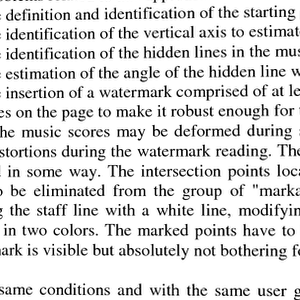 definition and identification of the starting
identification of the vertical axis to estimat
identification of the hidden lines in the mus
estimation of the angle of the hidden line w
insertion of a watermark comprised of at le
es on the page to make it robust enough for
he music scores may be deformed during
stortions during the watermark reading. The
in some way. The intersection points loca
be eliminated from the group of "marka
g the staff line with a white line, modifyin
in two colors. The marked points have to
ark is visible but absolutely not bothering f
same conditions and with the same user g